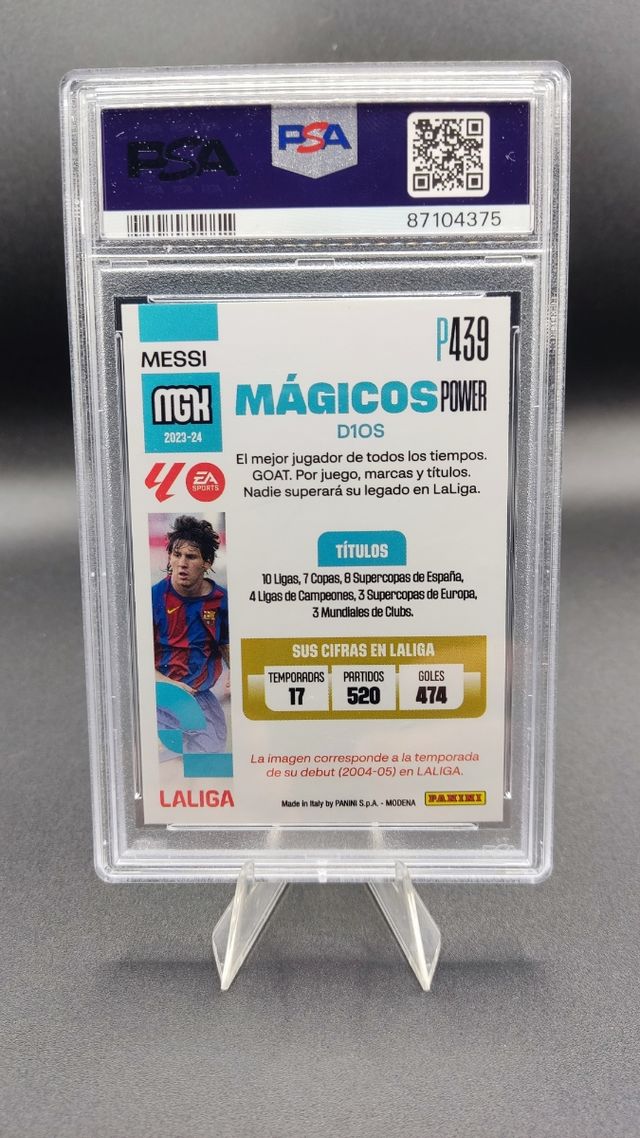 PSA
PSA
87104375
P439
MESSI
MGK
2023-24
EA
SPORTS
MÁGICOS POWER
D1OS
El mejor jugador de todos los tiempos.
GOAT. Por juego, marcas y títulos.
Nadie superará su legado en LaLiga.
TÍTULOS
10 Ligas, 7 Copas, 8 Supercopas de España,
4 Ligas de Campeones, 3 Supercopas de Europa,
3 Mundiales de Clubs.
SUS CIFRAS EN LALIGA
TEMPORADAS PARTIDOS GOLES
17 520 474
La imagen corresponde a la temporada
de su debut (2004-05) en LALIGA.
LALIGA
Made in Italy by PANINI S.p.A. - MODENA PANINI